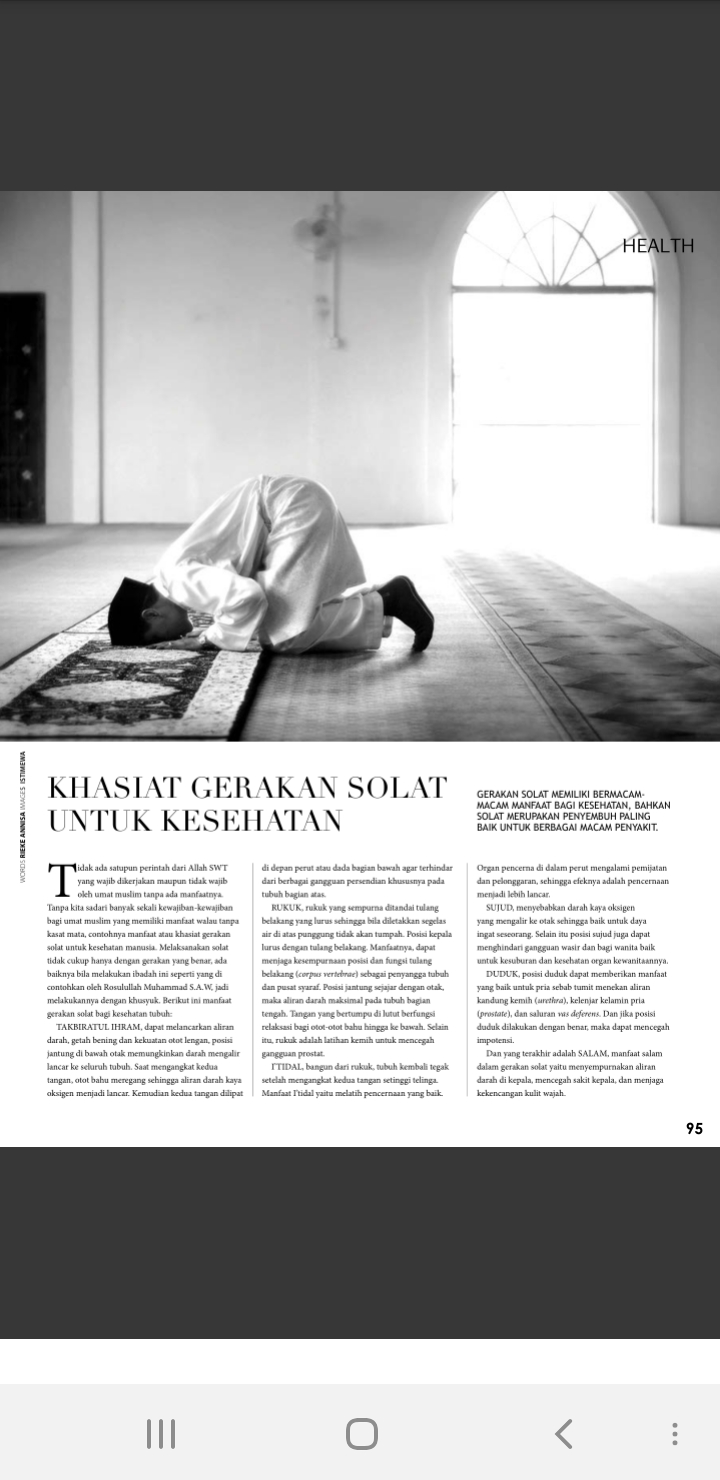 HEALTH
WORDS RIEKE ANNISA IMAGES ISTIMEWA
KHASIAT GERAKAN SOLAT
UNTUK KESEHATAN
GERAKAN SOLAT MEMILIKI BERMACAM-
MACAM MANFAAT BAGI KESEHATAN, BAHKAN
SOLAT MERUPAKAN PENYEMBUH PALING
BAIK UNTUK BERBAGAI MACAM PENYAKIT.
Tidak ada satupun perintah dari Allah SWT
yang wajib dikerjakan maupun tidak wajib
oleh umat muslim tanpa ada manfaatnya.
Tanpa kita sadari banyak sekali kewajiban-kewajiban
bagi umat muslim yang memiliki manfaat walau tanpa
kasat mata, contohnya manfaat atau khasiat gerakan
solat untuk kesehatan manusia. Melaksanakan solat
tidak cukup hanya dengan gerakan yang benar, ada
baiknya bila melakukan ibadah ini seperti yang di
contohkan oleh Rosulullah Muhammad S.A.W, jadi
melakukannya dengan khusyuk. Berikut ini manfaat
gerakan solat bagi kesehatan tubuh:
TAKBIRATUL IHRAM, dapat melancarkan aliran
darah, getah bening dan kekuatan otot lengan, posisi
jantung di bawah otak memungkinkan darah mengalir
lancar ke seluruh tubuh. Saat mengangkat kedua
tangan, otot bahu meregang sehingga aliran darah kaya
oksigen menjadi lancar. Kemudian kedua tangan dilipat
di depan perut atau dada bagian bawah agar terhindar
dari berbagai gangguan persendian khususnya pada
tubuh bagian atas.
RUKUK, rukuk yang sempurna ditandai tulang
belakang yang lurus sehingga bila diletakkan segelas
air di atas punggung tidak akan tumpah. Posisi kepala
lurus dengan tulang belakang. Manfaatnya, dapat
menjaga kesempurnaan posisi dan fungsi tulang
belakang (corpus vertebrae) sebagai penyangga tubuh
dan pusat syaraf. Posisi jantung sejajar dengan otak,
maka aliran darah maksimal pada tubuh bagian
tengah. Tangan yang bertumpu di lutut berfungsi
relaksasi bagi otot-otot bahu hingga ke bawah. Selain
itu, rukuk adalah latihan kemih untuk mencegah
gangguan prostat.
I'TIDAL, bangun dari rukuk, tubuh kembali tegak
setelah mengangkat kedua tangan setinggi telinga.
Manfaat I'tidal yaitu melatih pencernaan yang baik.
Organ pencerna di dalam perut mengalami pemijatan
dan pelonggaran, sehingga efeknya adalah pencernaan
menjadi lebih lancar.
SUJUD, menyebabkan darah kaya oksigen
yang mengalir ke otak sehingga baik untuk daya
ingat seseorang. Selain itu posisi sujud juga dapat
menghindari gangguan wasir dan bagi wanita baik
untuk kesuburan dan kesehatan organ kewanitaannya.
DUDUK, posisi duduk dapat memberikan manfaat
yang baik untuk pria sebab tumit menekan aliran
kandung kemih (urethra), kelenjar kelamin pria
(prostate), dan saluran vas deferens. Dan jika posisi
duduk dilakukan dengan benar, maka dapat mencegah
impotensi.
Dan yang terakhir adalah SALAM, manfaat salam
dalam gerakan solat yaitu menyempurnakan aliran
darah di kepala, mencegah sakit kepala, dan menjaga
kekencangan kulit wajah.
95